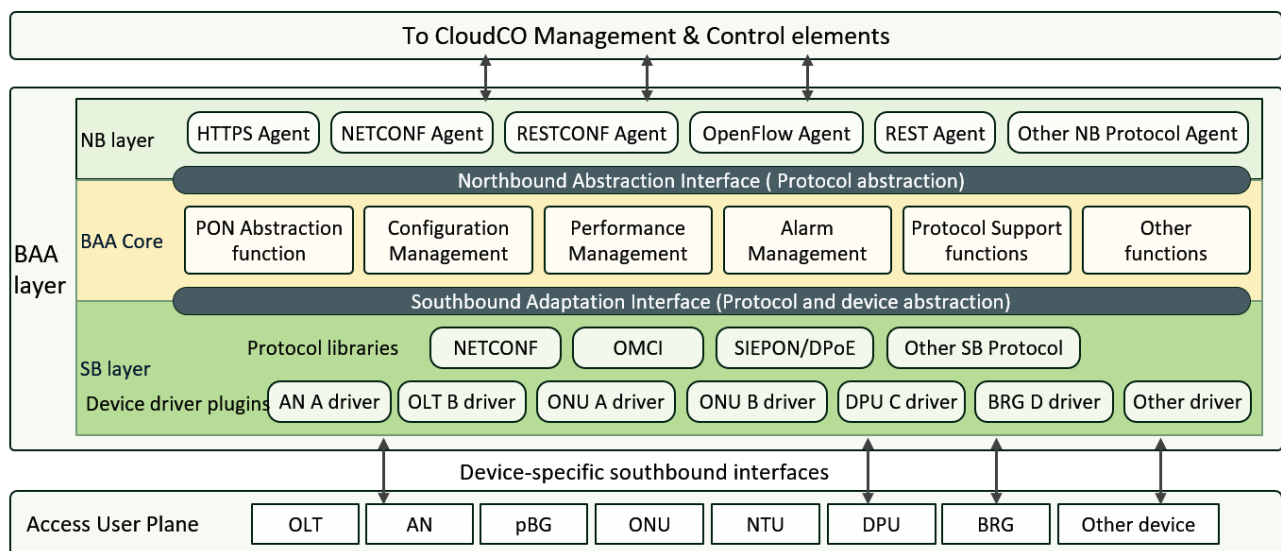 To CloudCO Management & Control elements
BAA
layer
NB layer
HTTPS Agent
NETCONF Agent
RESTCONF Agent
OpenFlow Agent
REST Agent
Other NB Protocol Agent
Northbound Abstraction Interface ( Protocol abstraction)
BAA Core
PON Abstraction
function
Configuration
Management
Performance
Management
Alarm
Management
Protocol Support
functions
Other
functions
Southbound Adaptation Interface (Protocol and device abstraction)
SB layer
Protocol libraries
NETCONF
OMCI
SIEPON/DPoE
Other SB Protocol
Device driver plugins
AN A driver
OLT B driver
ONU A driver
ONU B driver
DPU C driver
BRG D driver
Other driver
Device-specific southbound interfaces
Access User Plane
OLT
AN
pBG
ONU
NTU
DPU
BRG
Other device